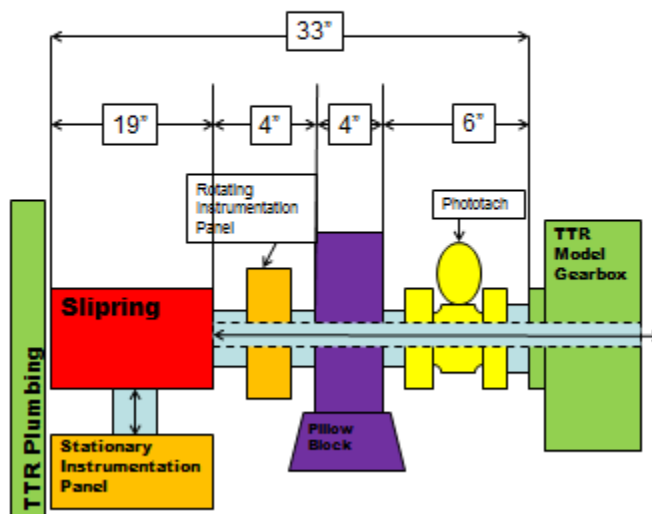 33”
19”
4”
4”
6”
Rotating
Instrumentation
Panel
Phototach
TTR
Model
Gearbox
Slipring
Pillow
Block
Stationary
Instrumentation
Panel
TTR Plumbing